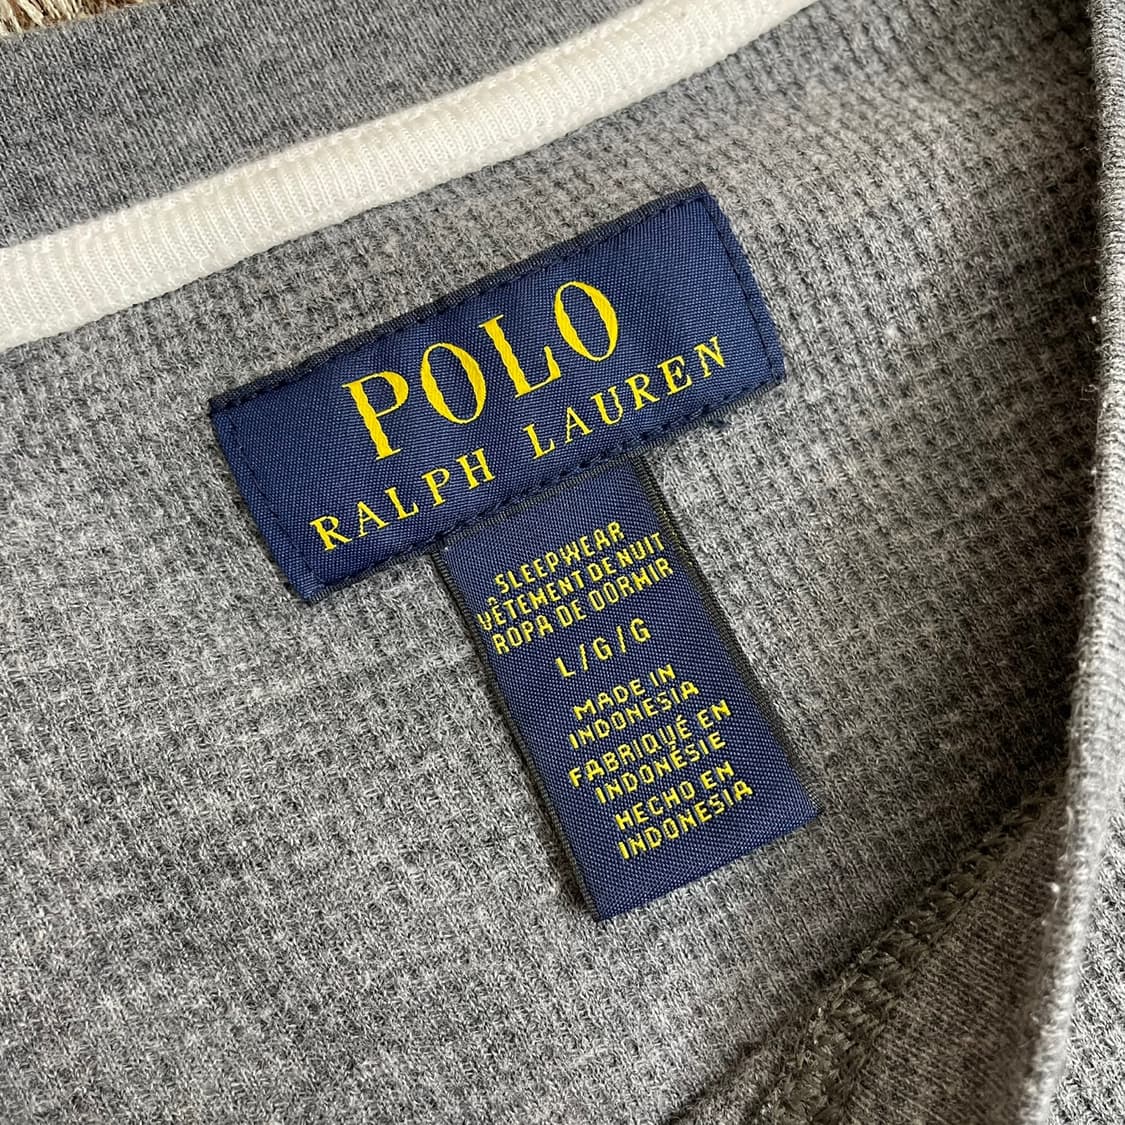 POLO
RALPH LAUREN
SLEEPWEAR
VÊTEMENT DE NUIT
ROPA DE DORMIR
L/G/G
MADE IN
INDONESIA
FABRIQUÉ EN
INDONÉSIE
HECHO EN
INDONESIA